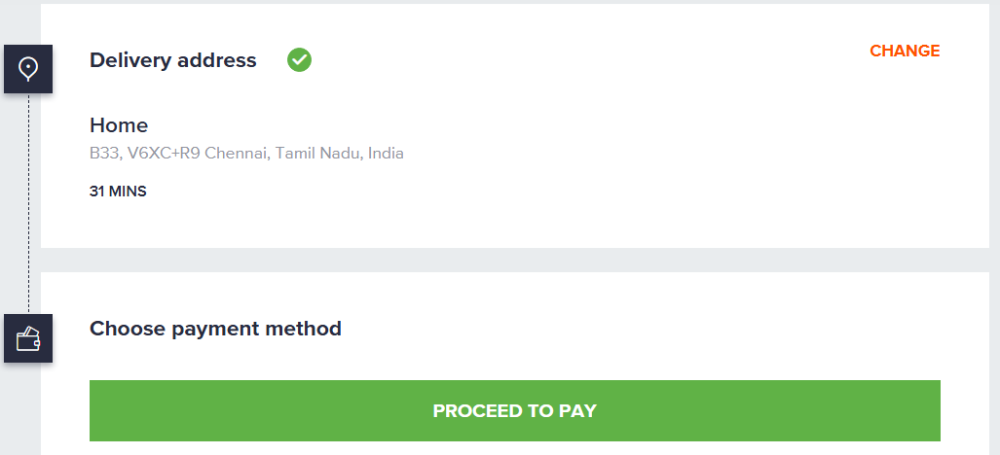 Delivery address
CHANGE
Home
B33, V6XC+R9 Chennai, Tamil Nadu, India
31 MINS
Choose payment method
PROCEED TO PAY